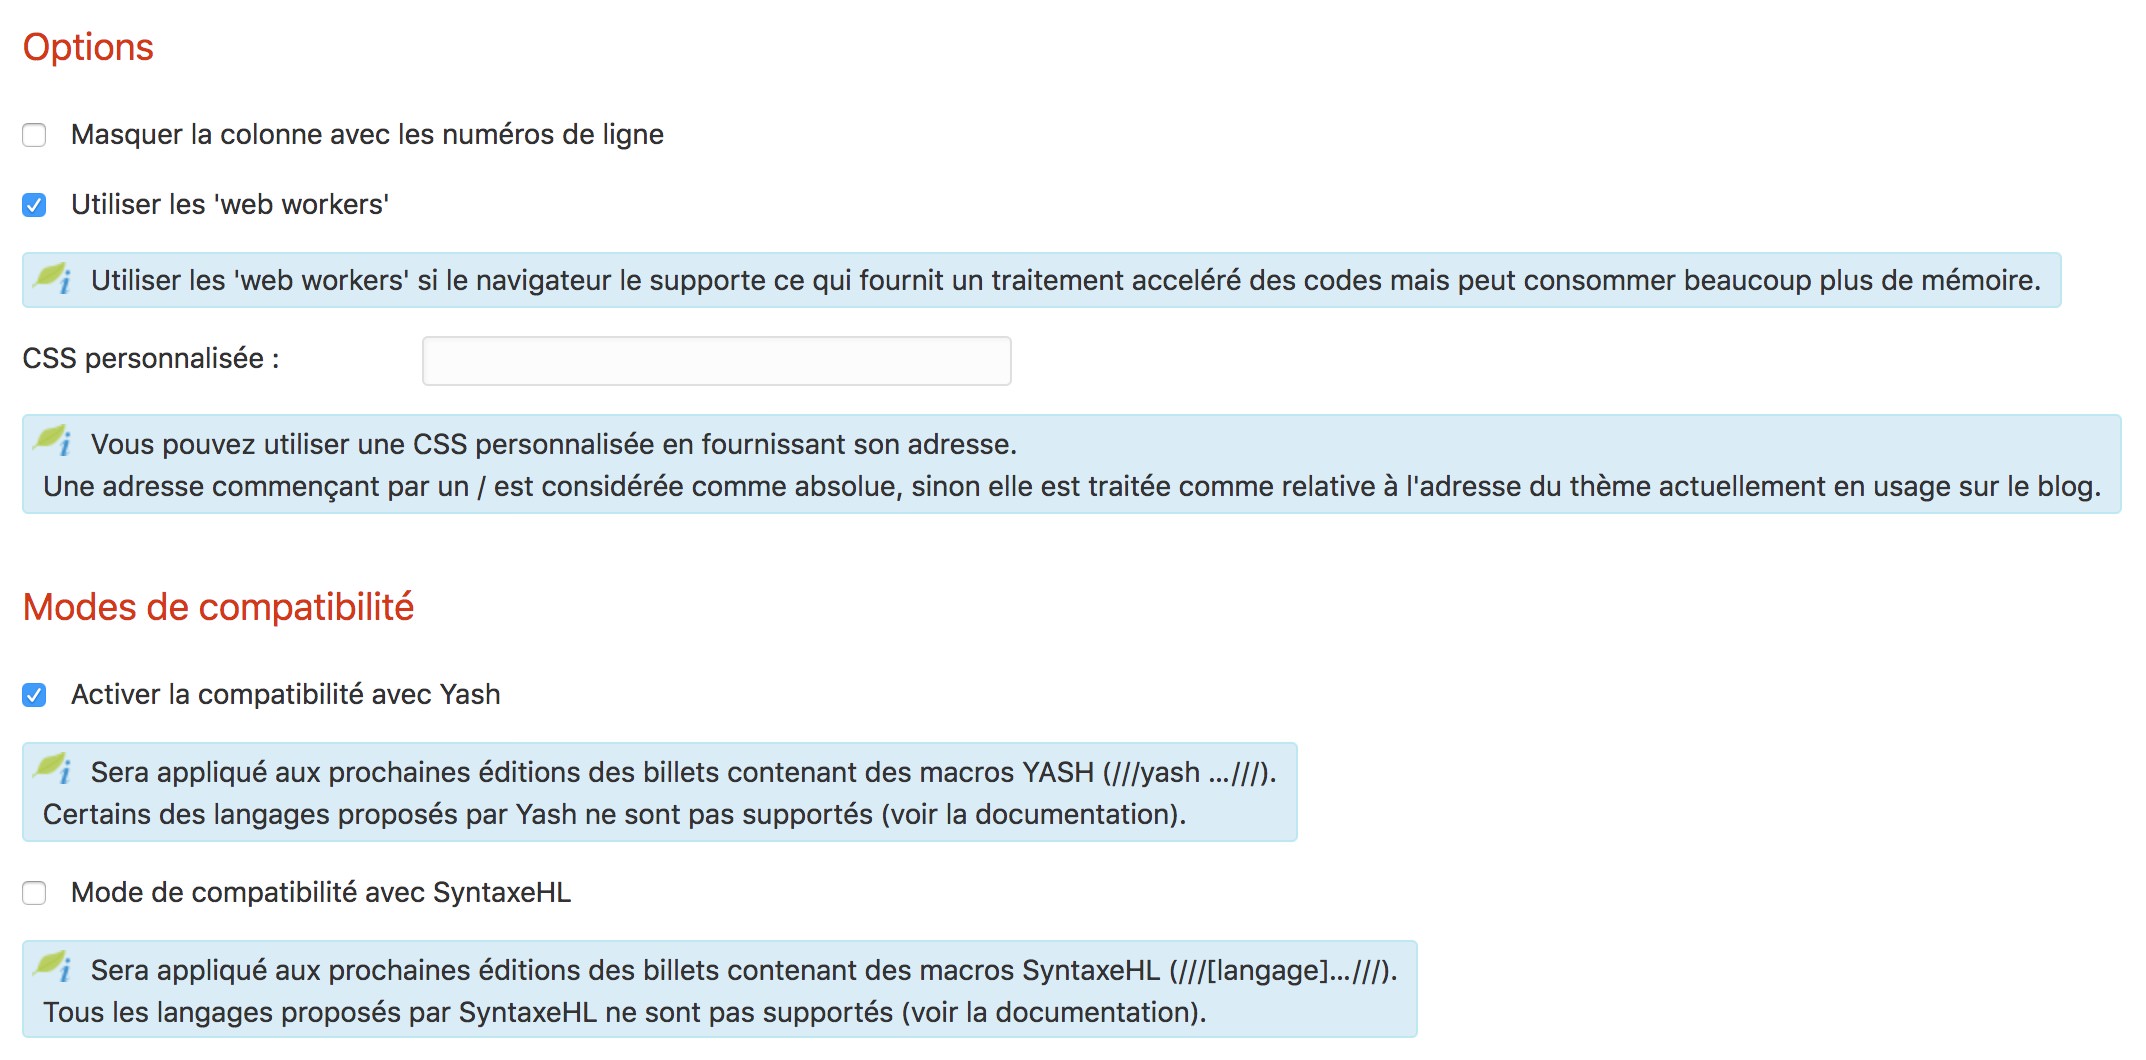 Options
Masquer la colonne avec les numéros de ligne
Utiliser les 'web workers'
Utiliser les 'web workers' si le navigateur le supporte ce qui fournit un traitement acceléré des codes mais peut consommer beaucoup plus de mémoire.
CSS personnalisée :
Vous pouvez utiliser une CSS personnalisée en fournissant son adresse.
Une adresse commençant par un / est considérée comme absolue, sinon elle est traitée comme relative à l'adresse du thème actuellement en usage sur le blog.
Modes de compatibilité
Activer la compatibilité avec Yash
Sera appliqué aux prochaines éditions des billets contenant des macros YASH (///yash …///).
Certains des langages proposés par Yash ne sont pas supportés (voir la documentation).
Mode de compatibilité avec SyntaxeHL
Sera appliqué aux prochaines éditions des billets contenant des macros SyntaxeHL (///[langage]…///).
Tous les langages proposés par SyntaxeHL ne sont pas supportés (voir la documentation).